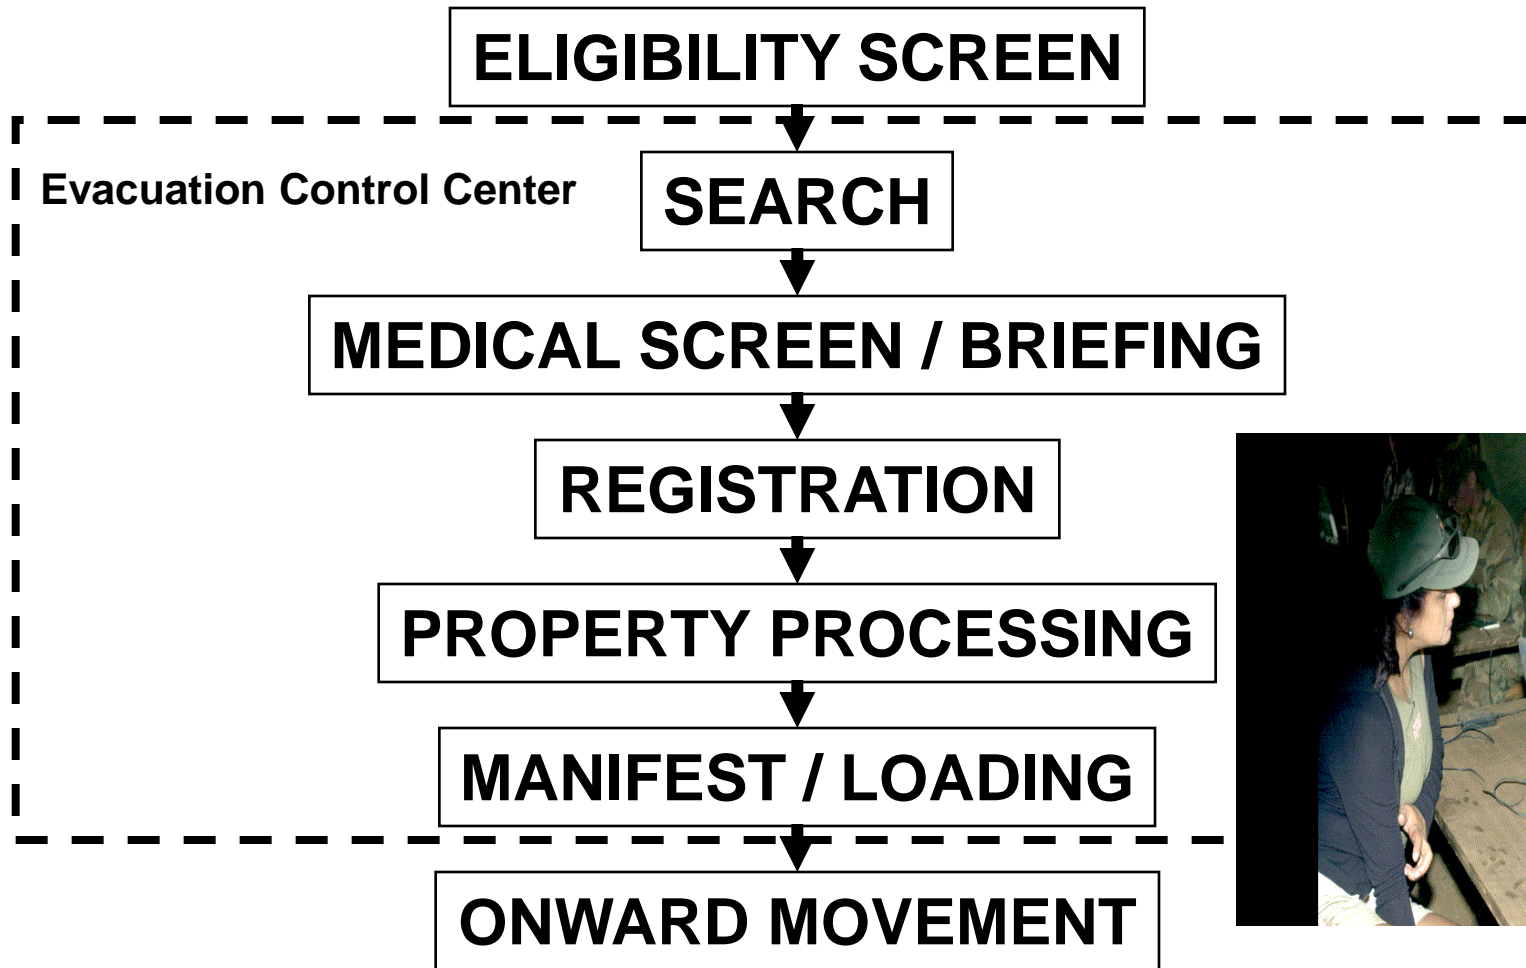 ELIGIBILITY SCREEN
Evacuation Control Center
SEARCH
MEDICAL SCREEN / BRIEFING
REGISTRATION
PROPERTY PROCESSING
MANIFEST / LOADING
ONWARD MOVEMENT